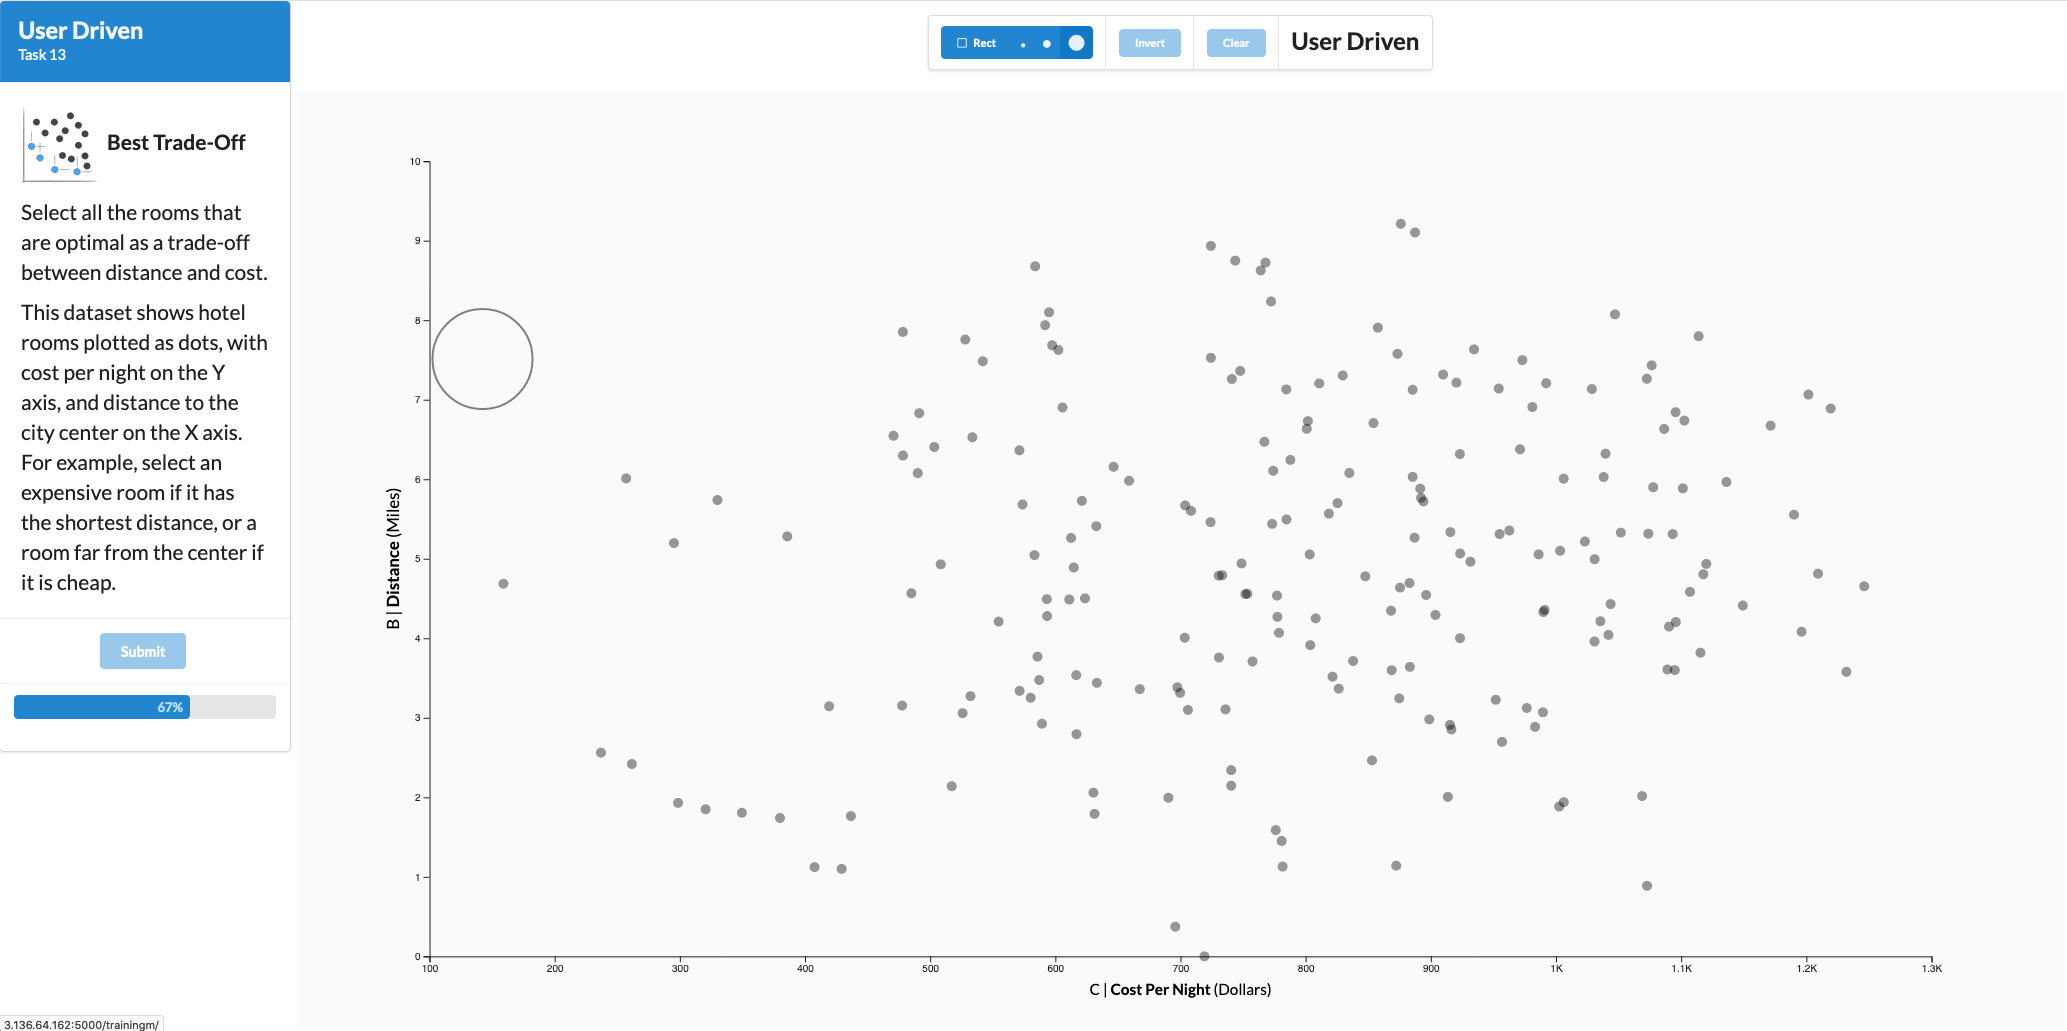 User Driven
Task 13
Rect
Invert
Clear
User Driven
Best Trade-Off
Select all the rooms that
are optimal as a trade-off
between distance and cost.
This dataset shows hotel
rooms plotted as dots, with
cost per night on the Y
axis, and distance to the
city center on the X axis.
For example, select an
expensive room if it has
the shortest distance, or a
room far from the center if
it is cheap.
Submit
67%
10
9
8
7
6
5
4
3
2
1
0
B | Distance (Miles)
100 200 300 400 500 600 700 800 900 1K 1.1K 1.2K 1.3K
C | Cost Per Night (Dollars)
3.136.64.162:5000/trainingm/